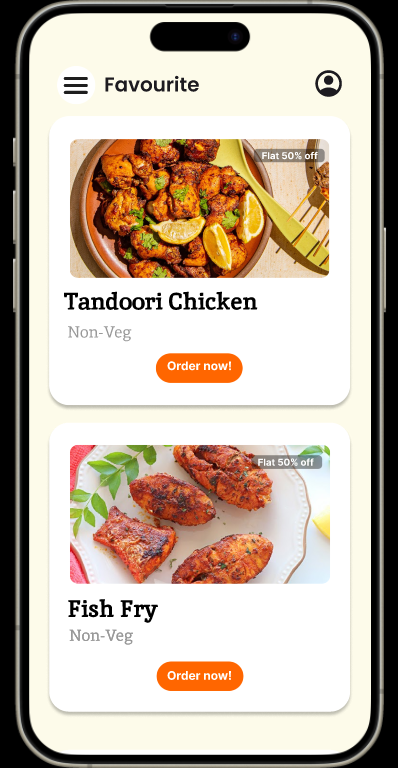 Favourite
Flat 50% off
Tandoori Chicken
Non-Veg
Order now!
Flat 50% off
Fish Fry
Non-Veg
Order now!